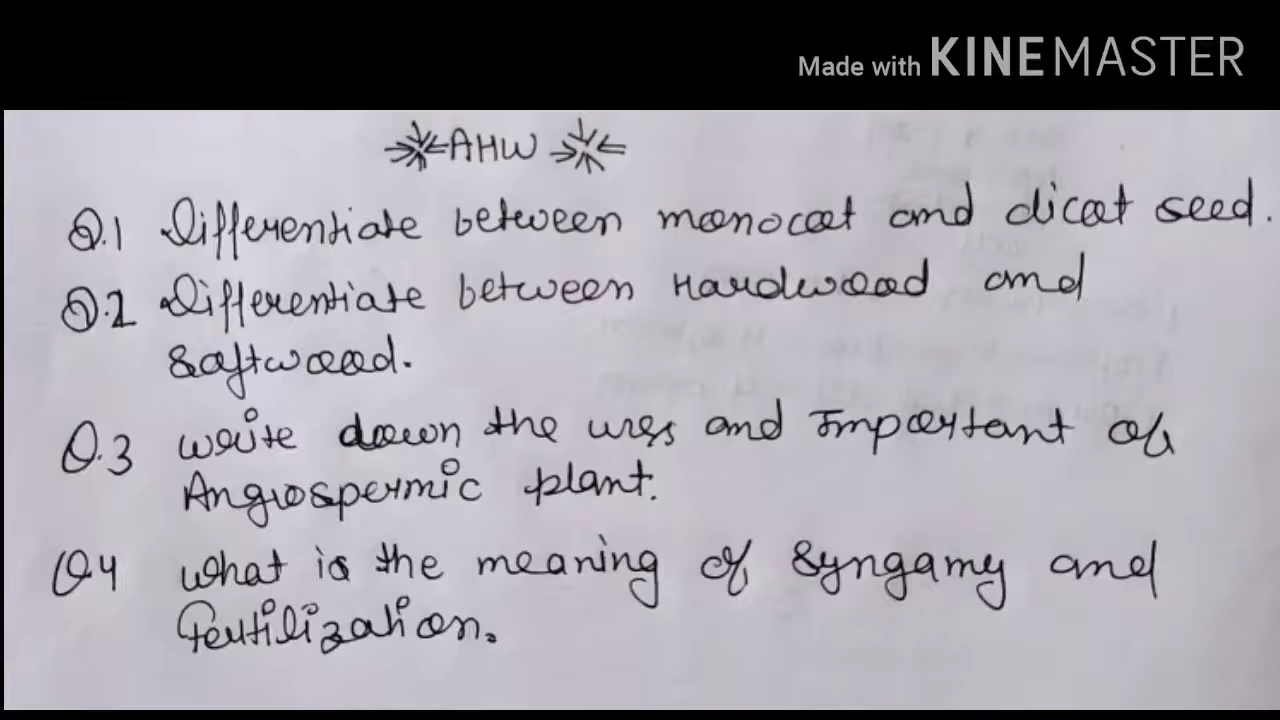 Made with KINEMASTER
AHW
Q.1 Differentiate between monocot and dicot seed.
Q.2 Differentiate between Hardwood and
Softwood.
Q.3 write down the uses and Important of
Angiospermic plant.
Q4 what is the meaning of Syngamy and
Fertilization.